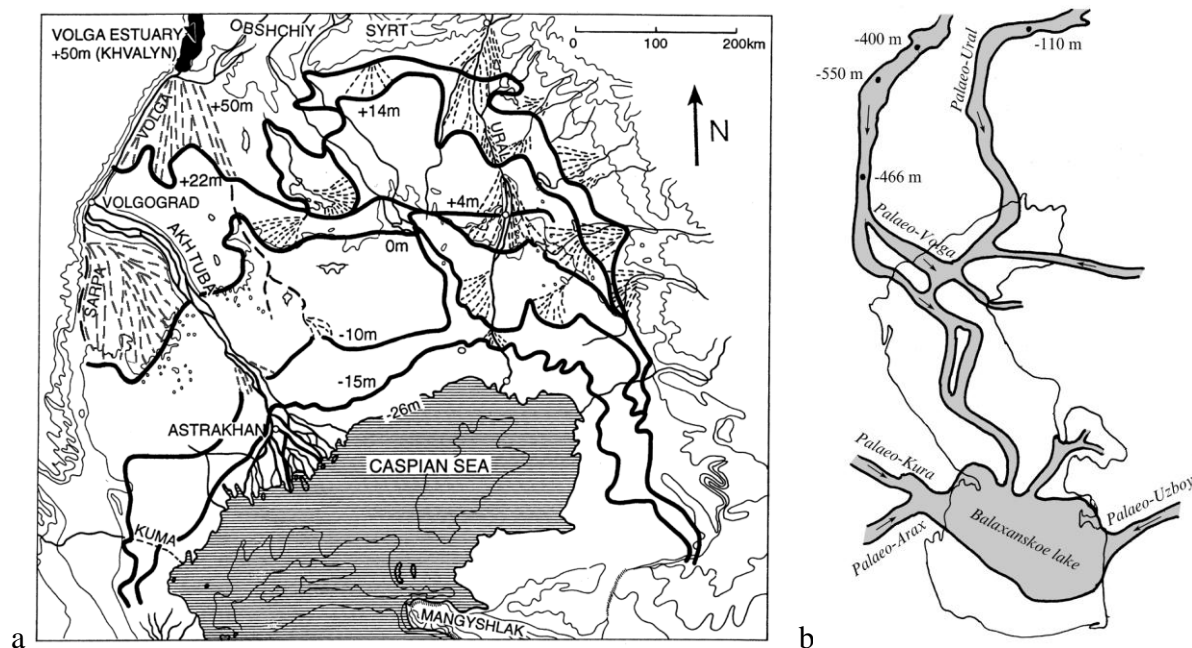 VOLGA ESTUARY
+50m (KHVALYN)
OBSHCHIY
SYRT
0
100
200km
VOLGA
+50m
+14m
URAL
N
+22m
VOLGOGRAD
+4m
AKHTUBA
0m
SARPA
-10m
-15m
-26m
ASTRAKHAN
CASPIAN SEA
KUMA
MANGYSHLAK
a
-400 m
-550 m
-110 m
Palaeo-Ural
-466 m
Palaeo-Volga
Palaeo-Kura
Palaeo-Uzboy
Balaxanskoe lake
Palaeo-Arax
b